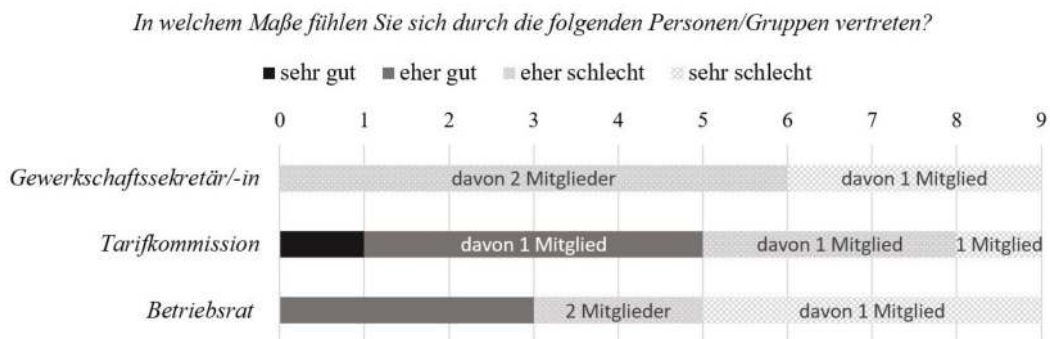 In welchem Maße fühlen Sie sich durch die folgenden Personen/Gruppen vertreten?
sehr gut eher gut eher schlecht sehr schlecht
0 1 2 3 4 5 6 7 8 9
Gewerkschaftssekretär/-in davon 2 Mitglieder davon 1 Mitglied
Tarifkommission davon 1 Mitglied davon 1 Mitglied 1 Mitglied
Betriebsrat 2 Mitglieder davon 1 Mitglied